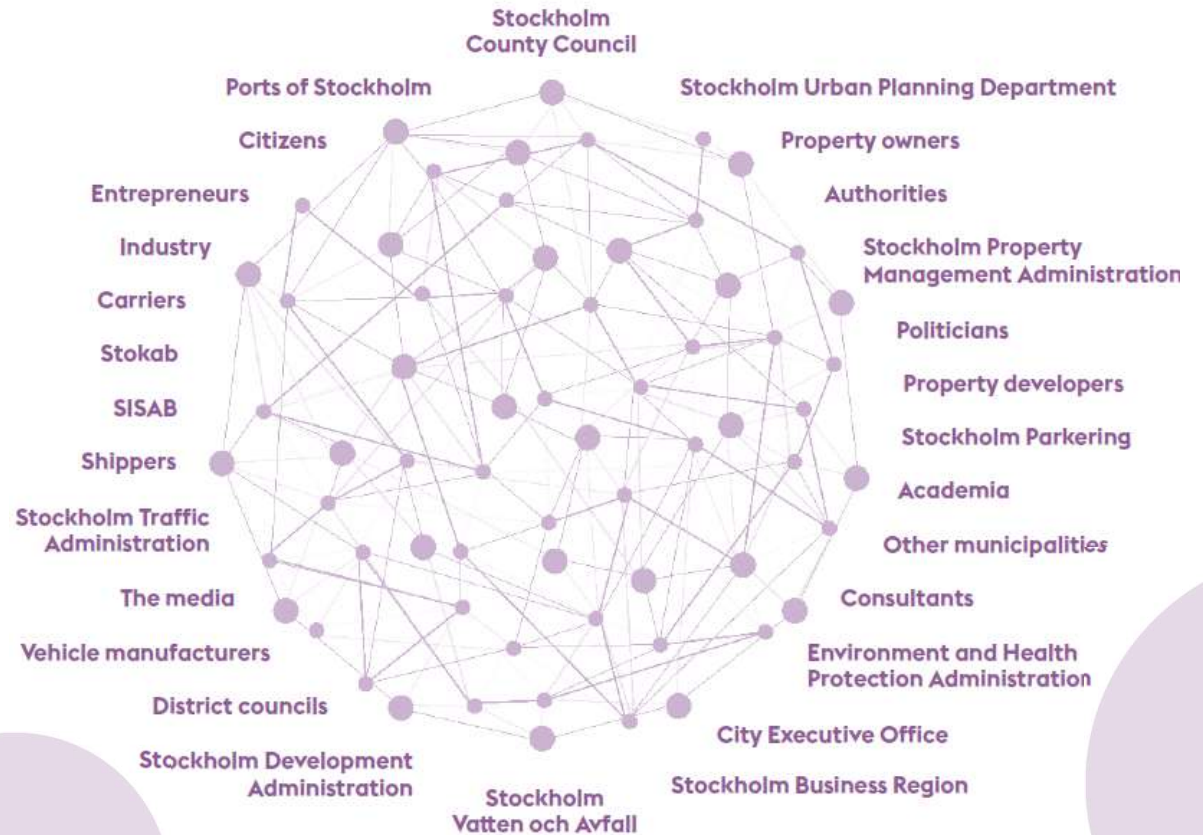 Stockholm
County Council
Ports of Stockholm
Stockholm Urban Planning Department
Citizens
Property owners
Entrepreneurs
Authorities
Industry
Stockholm Property
Management Administration
Carriers
Politicians
Stokab
Property developers
SISAB
Stockholm Parkering
Shippers
Academia
Stockholm Traffic
Administration
Other municipalities
The media
Consultants
Vehicle manufacturers
Environment and Health
Protection Administration
District councils
City Executive Office
Stockholm Development
Administration
Stockholm Business Region
Stockholm
Vatten och Avfall